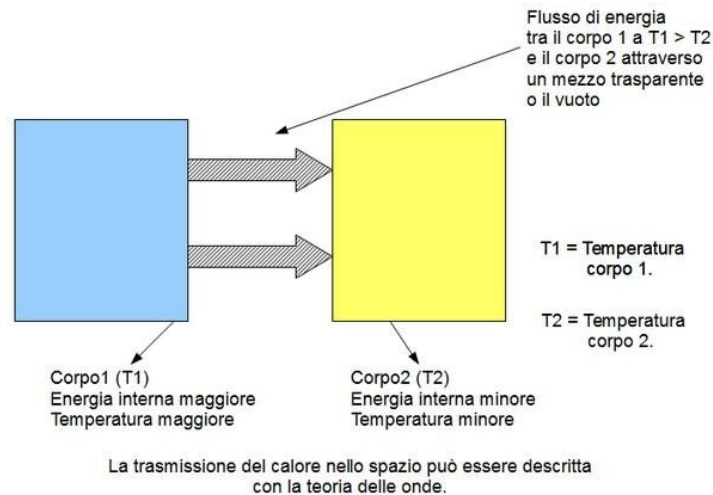 Flusso di energia
tra il corpo 1 a T1 > T2
e il corpo 2 attraverso
un mezzo trasparente
o il vuoto
T1 = Temperatura
corpo 1.
T2 = Temperatura
corpo 2.
Corpo1 (T1)
Energia interna maggiore
Temperatura maggiore
Corpo2 (T2)
Energia interna minore
Temperatura minore
La trasmissione del calore nello spazio può essere descritta
con la teoria delle onde.